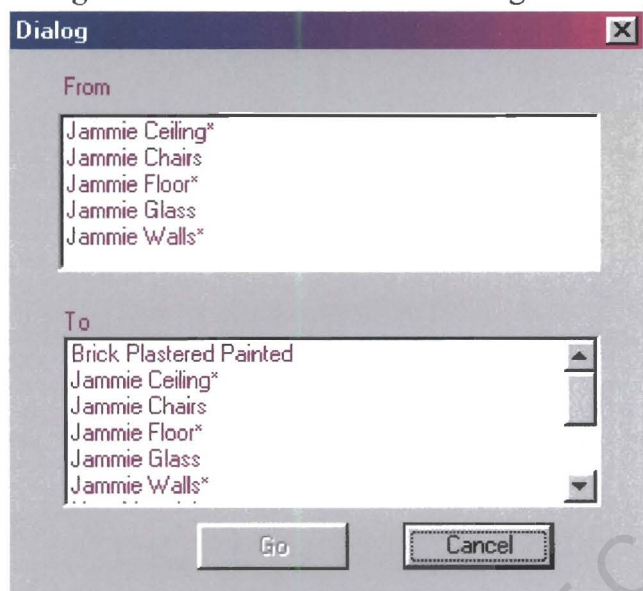 Dialog
From
Jammie Ceiling*
Jammie Chairs
Jammie Floor*
Jammie Glass
Jammie Walls*
To
Brick Plastered Painted
Jammie Ceiling*
Jammie Chairs
Jammie Floor*
Jammie Glass
Jammie Walls*
Go
Cancel